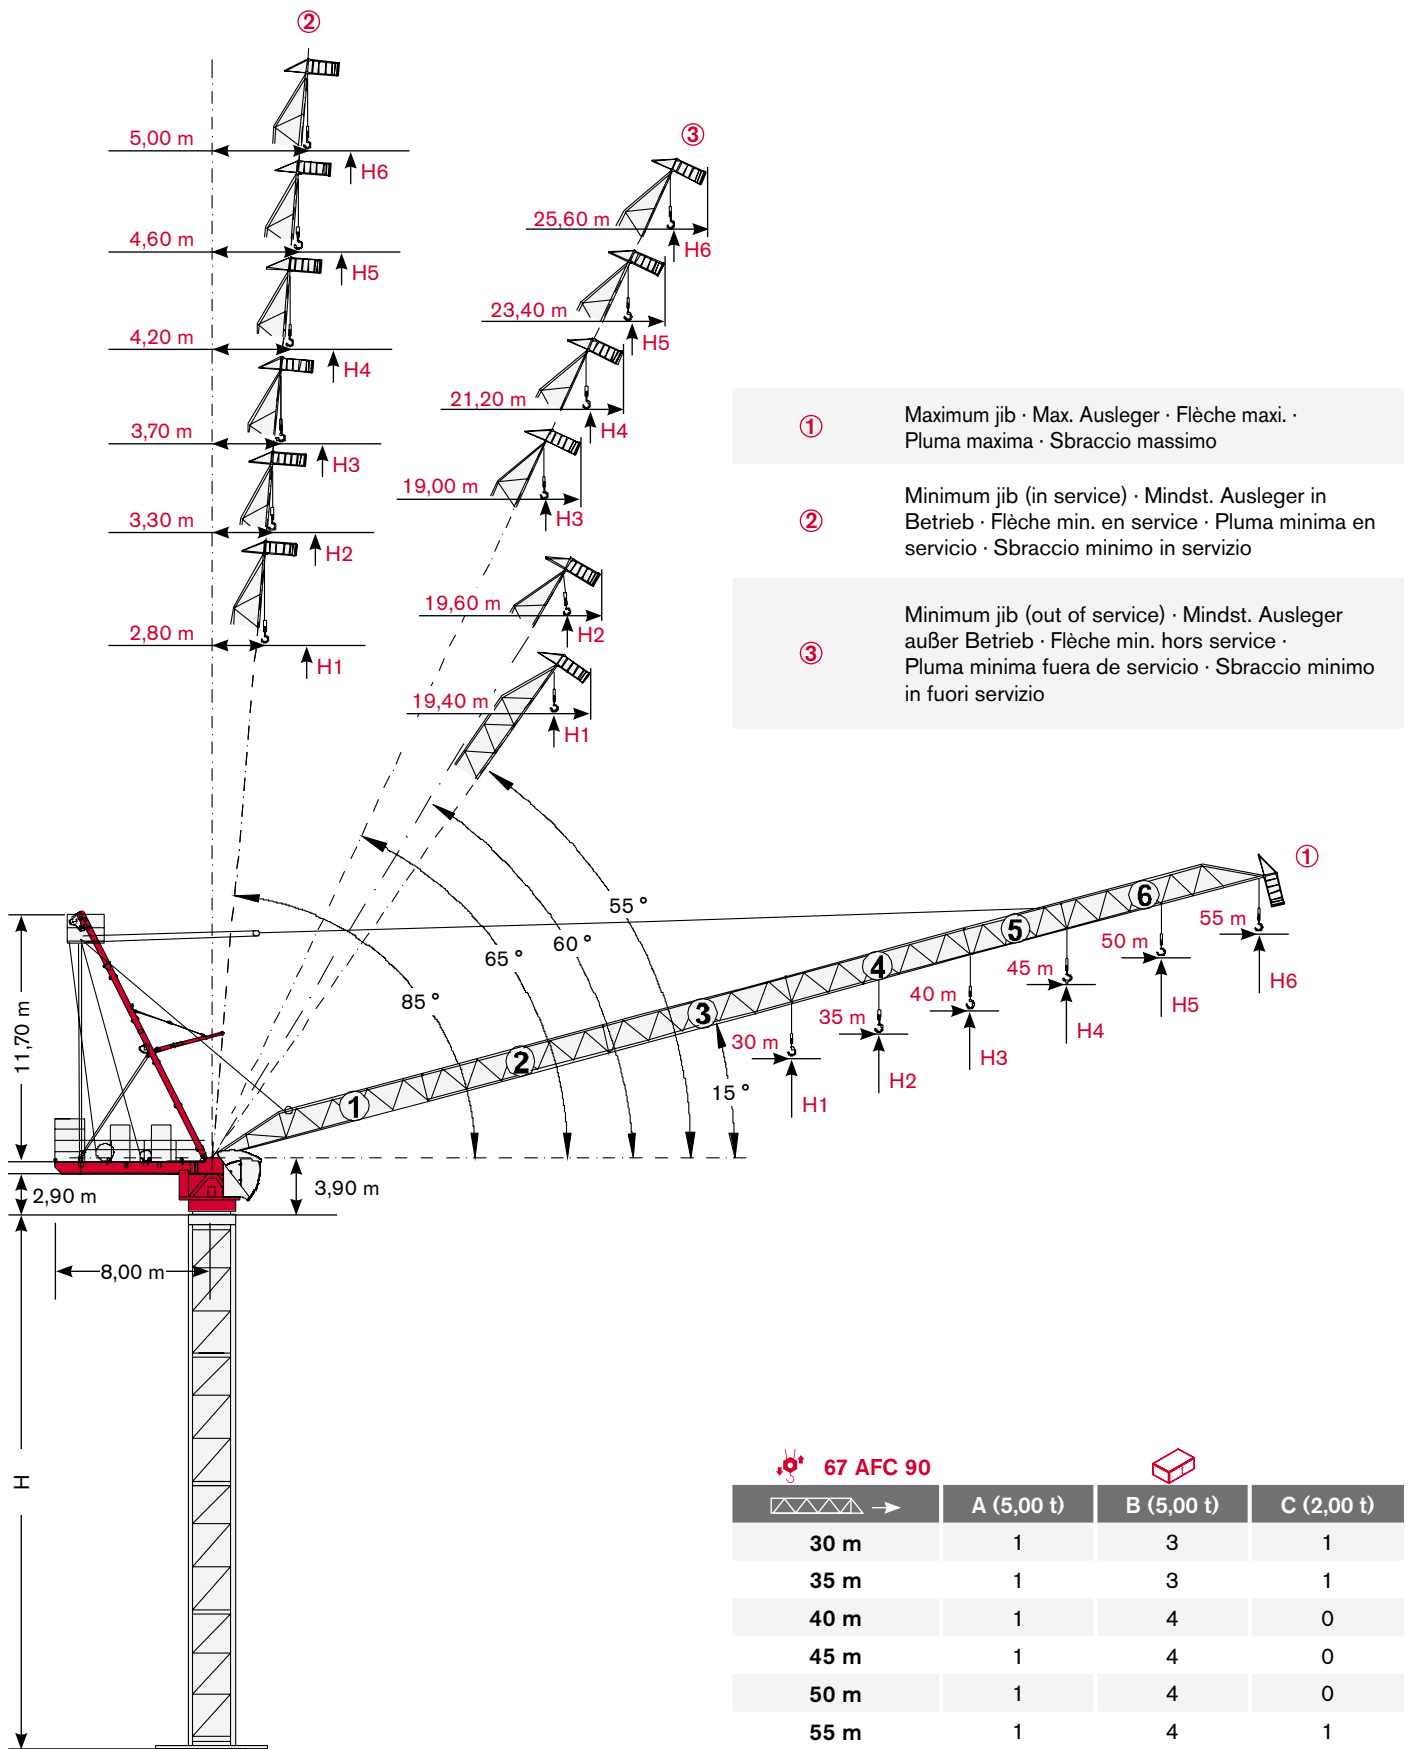 ②
5,00 m
H6
4,60 m
H5
4,20 m
H4
3,70 m
H3
3,30 m
H2
2,80 m
H1
③
25,60 m
H6
23,40 m
H5
21,20 m
H4
19,00 m
H3
19,60 m
H2
19,40 m
H1
① Maximum jib · Max. Ausleger · Flèche maxi. ·
Pluma maxima · Sbraccio massimo
② Minimum jib (in service) · Mindst. Ausleger in
Betrieb · Flèche min. en service · Pluma minima en
servicio · Sbraccio minimo in servizio
③ Minimum jib (out of service) · Mindst. Ausleger
außer Betrieb · Flèche min. hors service ·
Pluma minima fuera de servicio · Sbraccio minimo
in fuori servizio
①
55 °
60 °
65 °
85 °
15 °
1
2
3
4
5
6
30 m
H1
35 m
H2
40 m
H3
45 m
H4
50 m
H5
55 m
H6
11,70 m
2,90 m
3,90 m
8,00 m
H
67 AFC 90
A (5,00 t) B (5,00 t) C (2,00 t)
30 m 1 3 1
35 m 1 3 1
40 m 1 4 0
45 m 1 4 0
50 m 1 4 0
55 m 1 4 1